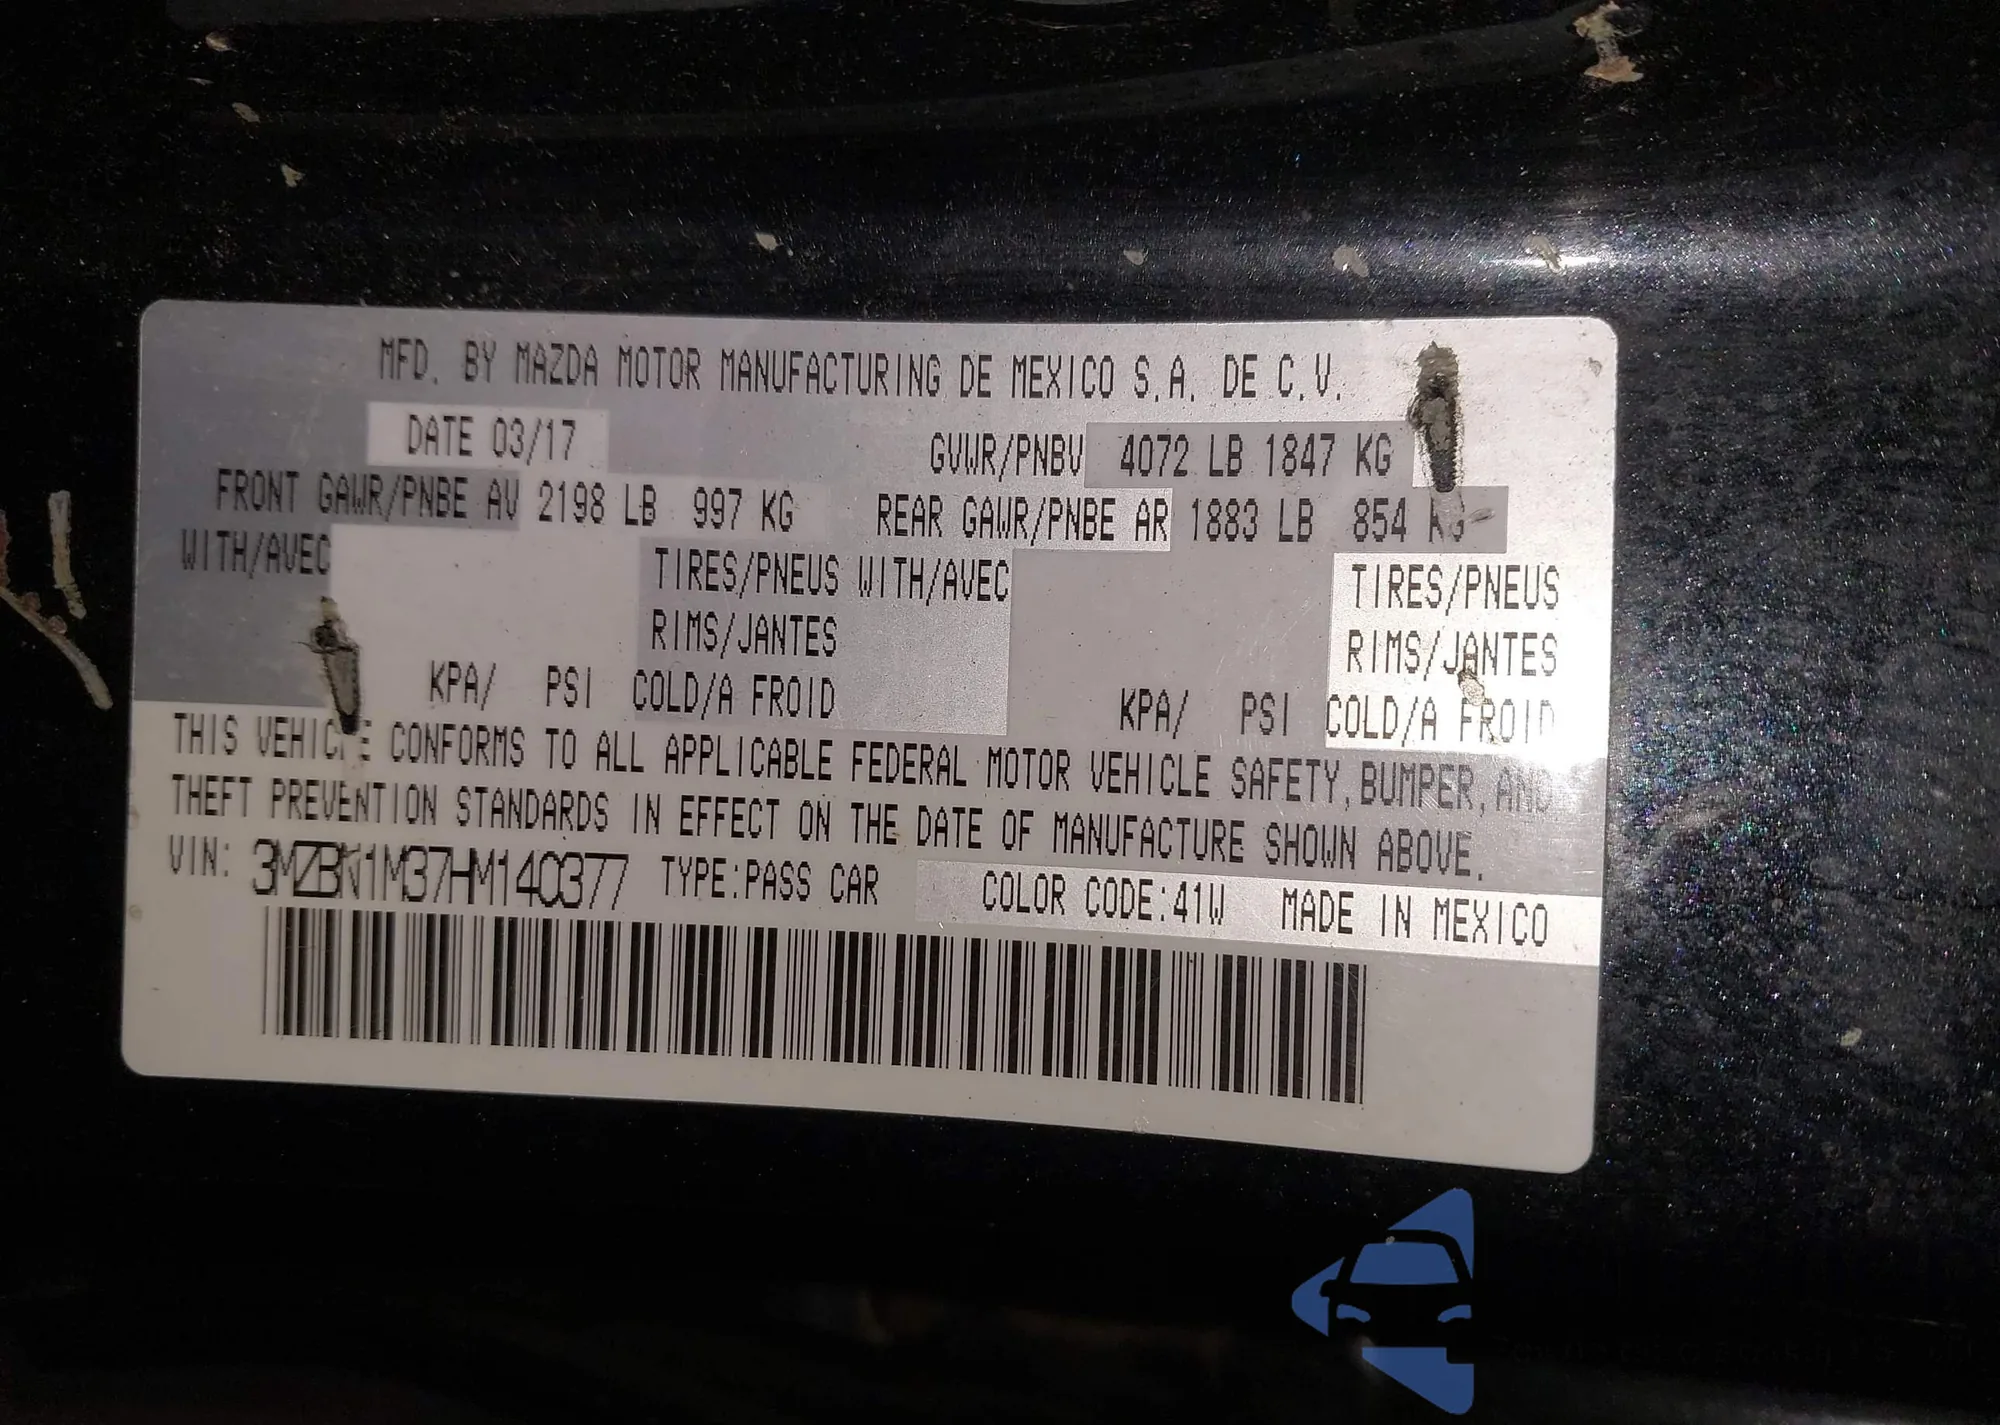 MFD. BY MAZDA MOTOR MANUFACTURING DE MEXICO S.A. DE C.V.
DATE 03/17 GVWR/PNBV 4072 LB 1847 KG
FRONT GAWR/PNBE AV 2198 LB 997 KG REAR GAWR/PNBE AR 1883 LB 854 KG
WITH/AVEC TIRES/PNEUS WITH/AVEC TIRES/PNEUS
RIMS/JANTES RIMS/JANTES
KPA/ PSI COLD/A FROID KPA/ PSI COLD/A FROID
THIS VEHICLE CONFORMS TO ALL APPLICABLE FEDERAL MOTOR VEHICLE SAFETY, BUMPER, AND
THEFT PREVENTION STANDARDS IN EFFECT ON THE DATE OF MANUFACTURE SHOWN ABOVE.
VIN: 3MZBN1M37HM140377 TYPE:PASS CAR COLOR CODE:41W MADE IN MEXICO